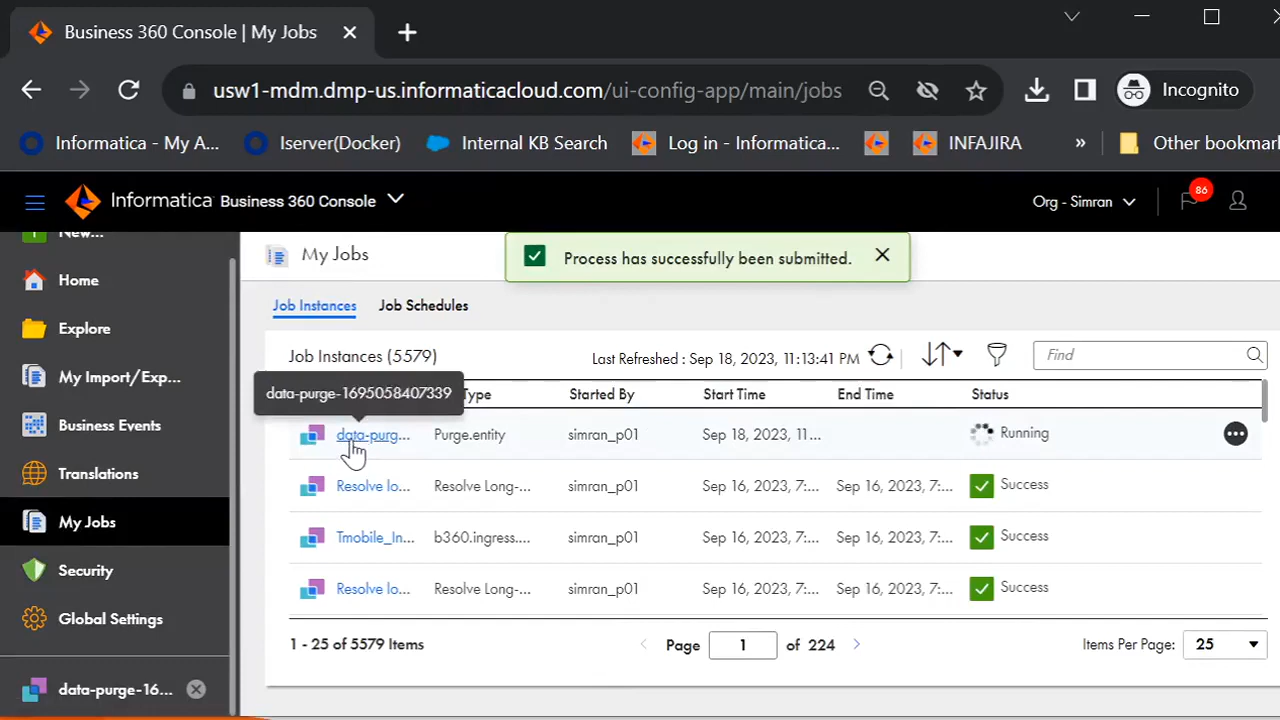 Business 360 Console | My Jobs
usw1-mdm.dmp-us.informaticacloud.com/ui-config-app/main/jobs
Incognito
Informatica - My A...
Iserver(Docker)
Internal KB Search
Log in - Informatica...
INFAJIRA
»
Other bookmar
Informatica Business 360 Console
Org - Simran
86
New...
Home
Explore
My Import/Exp...
Business Events
Translations
My Jobs
Security
Global Settings
data-purge-16...
My Jobs
Process has successfully been submitted.
Job Instances
Job Schedules
Job Instances (5579)
Last Refreshed : Sep 18, 2023, 11:13:41 PM
Find
data-purge-1695058407339
Type Started By Start Time End Time Status
data-purg... Purge.entity simran_p01 Sep 18, 2023, 11... Running
Resolve lo... Resolve Long-... simran_p01 Sep 16, 2023, 7:... Sep 16, 2023, 7:... Success
Tmobile_In... b360.ingress.... simran_p01 Sep 16, 2023, 7:... Sep 16, 2023, 7:... Success
Resolve lo... Resolve Long-... simran_p01 Sep 16, 2023, 7:... Sep 16, 2023, 7:... Success
1 - 25 of 5579 Items
Page 1 of 224
Items Per Page: 25